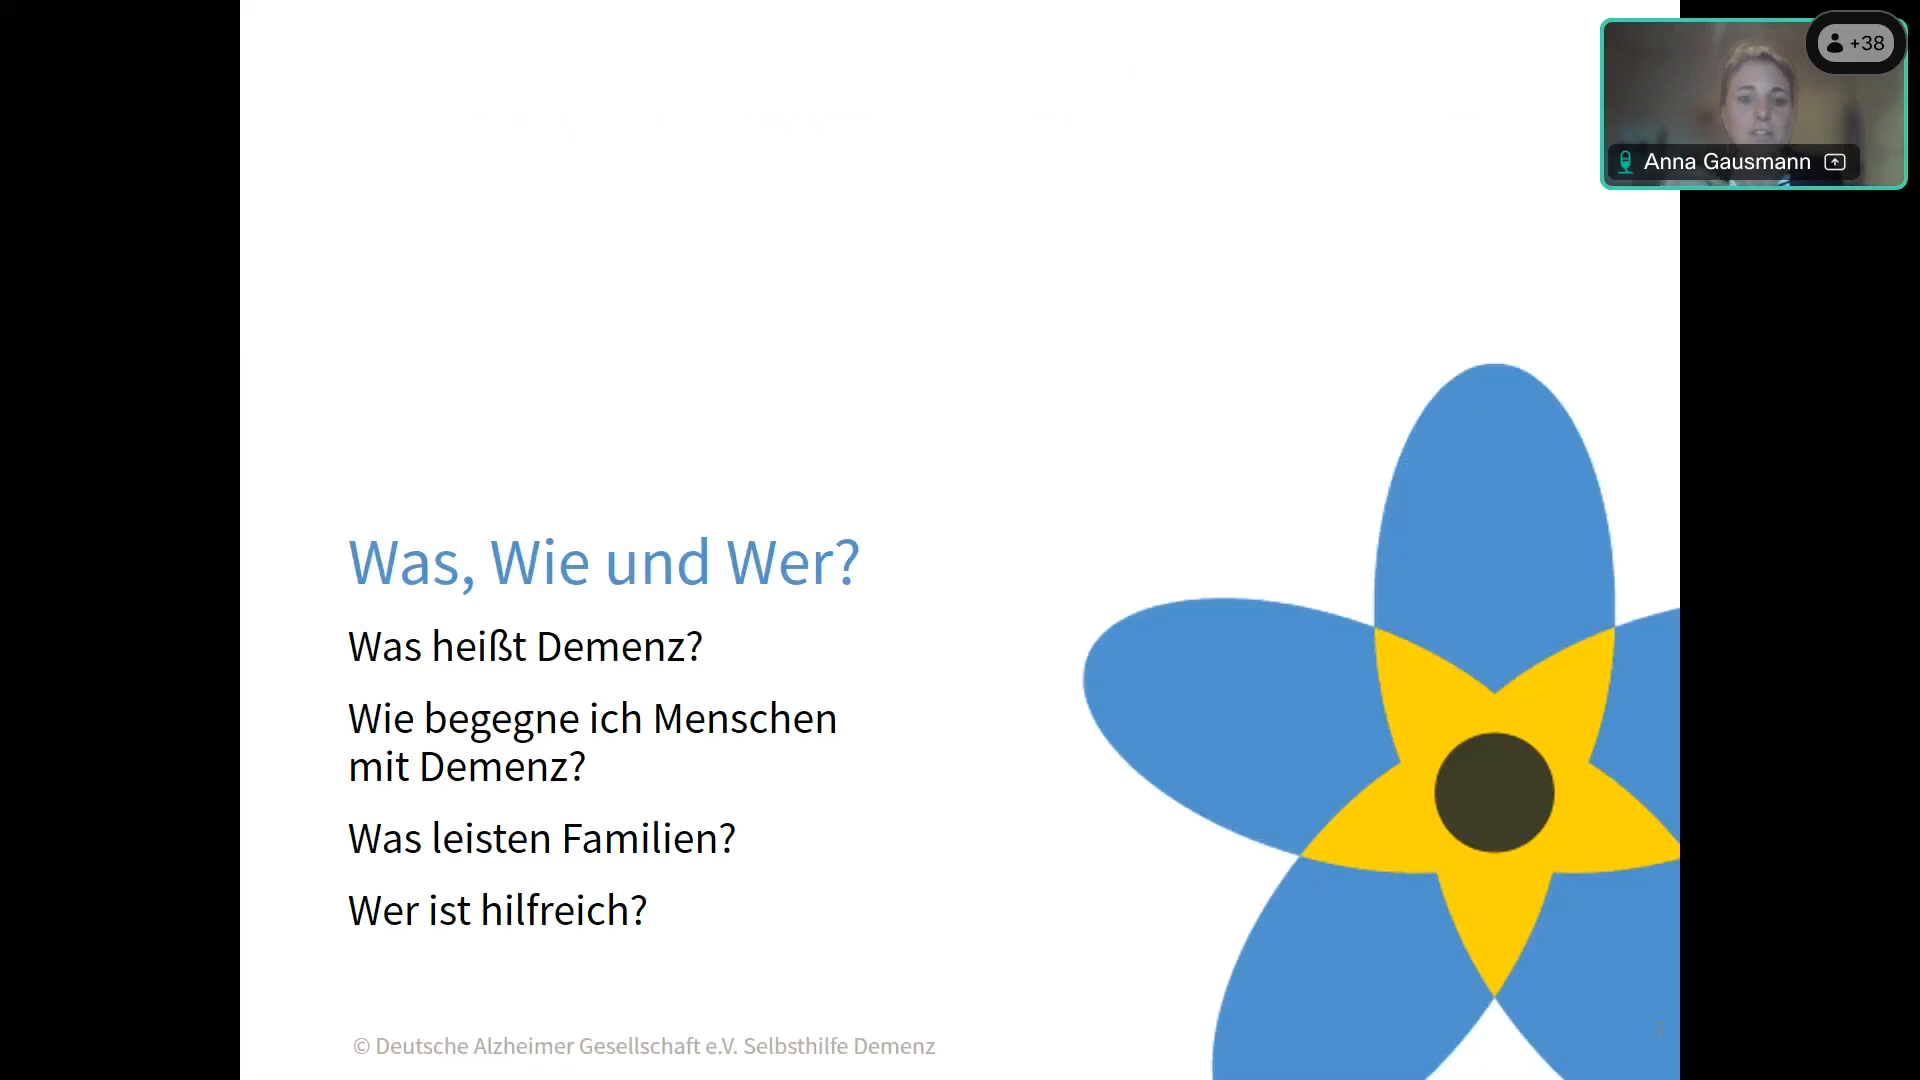 +38
Anna Gausmann
Was, Wie und Wer?
Was heißt Demenz?
Wie begegne ich Menschen
mit Demenz?
Was leisten Familien?
Wer ist hilfreich?
© Deutsche Alzheimer Gesellschaft e.V. Selbsthilfe Demenz